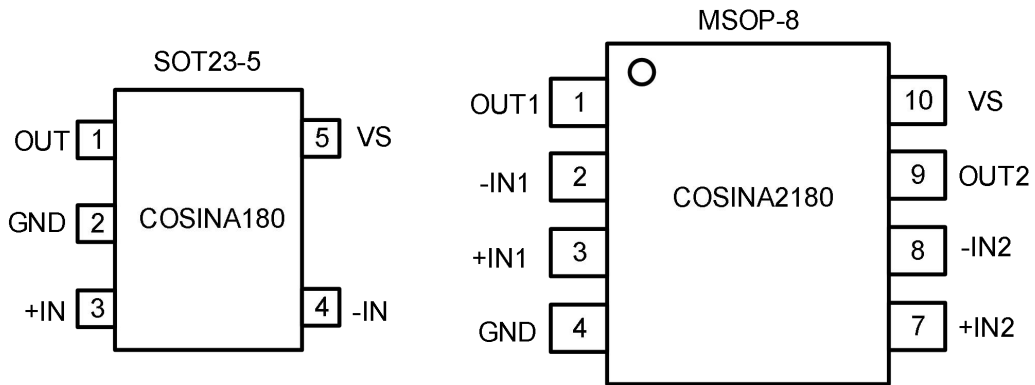 SOT23-5
OUT 1
5 VS
COSINA180
GND 2
+IN 3
4 -IN
MSOP-8
OUT1 1
10 VS
-IN1 2
9 OUT2
COSINA2180
+IN1 3
8 -IN2
GND 4
7 +IN2